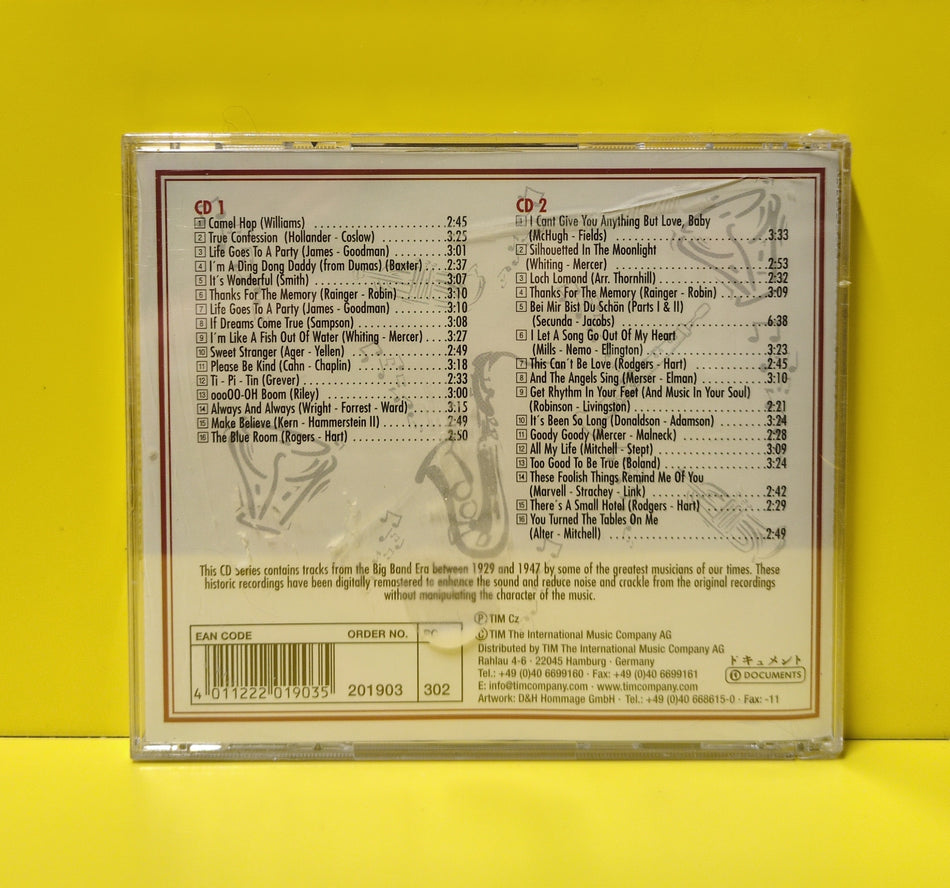 CD 1
1 Camel Hop (Williams) 2:45
2 True Confession (Hollander - Coslow) 3:25
3 Life Goes To A Party (James - Goodman) 3:01
4 I´m A Ding Dong Daddy (from Dumas) (Baxter) 2:37
5 It´s Wonderful (Smith) 3:07
6 Thanks For The Memory (Rainger - Robin) 3:10
7 Life Goes To A Party (James - Goodman) 3:10
8 If Dreams Come True (Sampson) 3:08
9 I´m Like A Fish Out Of Water (Whiting - Mercer) 3:27
10 Sweet Stranger (Ager - Yellen) 2:49
11 Please Be Kind (Cahn - Chaplin) 3:18
12 Ti - Pi - Tin (Grever) 2:33
13 oooOO-OH Boom (Riley) 3:00
14 Always And Always (Wright - Forrest - Ward) 3:15
15 Make Believe (Kern - Hammerstein II) 2:49
16 The Blue Room (Rogers - Hart) 2:50
CD 2
1 I Cant Give You Anything But Love, Baby
(McHugh - Fields) 3:33
2 Silhouetted In The Moonlight
(Whiting - Mercer) 2:53
3 Loch Lomond (Arr. Thornhill) 2:32
4 Thanks For The Memory (Rainger - Robin) 3:09
5 Bei Mir Bist Du Schön (Parts I & II)
(Secunda - Jacobs) 6:38
6 I Let A Song Go Out Of My Heart
(Mills - Nemo - Ellington) 3:23
7 This Can´t Be Love (Rodgers - Hart) 2:45
8 And The Angels Sing (Merser - Elman) 3:10
9 Get Rhythm In Your Feet (And Music In Your Soul)
(Robinson - Livingston) 2:21
10 It´s Been So Long (Donaldson - Adamson) 3:24
11 Goody Goody (Mercer - Malneck) 2:28
12 All My Life (Mitchell - Stept) 3:09
13 Too Good To Be True (Boland) 3:24
14 These Foolish Things Remind Me Of You
(Marvell - Strachey - Link) 2:42
15 There´s A Small Hotel (Rodgers - Hart) 2:29
16 You Turned The Tables On Me
(Alter - Mitchell) 2:49
This CD Series contains tracks from the Big Band Era between 1929 and 1947 by some of the greatest musicians of our times. These
historic recordings have been digitally remastered to enhance the sound and reduce noise and crackle from the original recordings
without manipulating the character of the music.
EAN CODE ORDER NO.
4 011222 019035 201903 302
Ⓟ TIM Cz
© TIM The International Music Company AG
Distributed by TIM The International Music Company AG
Rahlau 4-6 · 22045 Hamburg · Germany
Tel.: +49 (0)40 6699160 · Fax: +49 (0)40 6699161
E: info@timcompany.com · www.timcompany.com
Artwork: D&H Hommage GmbH · Tel.: +49 (0)40 668615-0 · Fax: -11
ドキュメント
DOCUMENTS